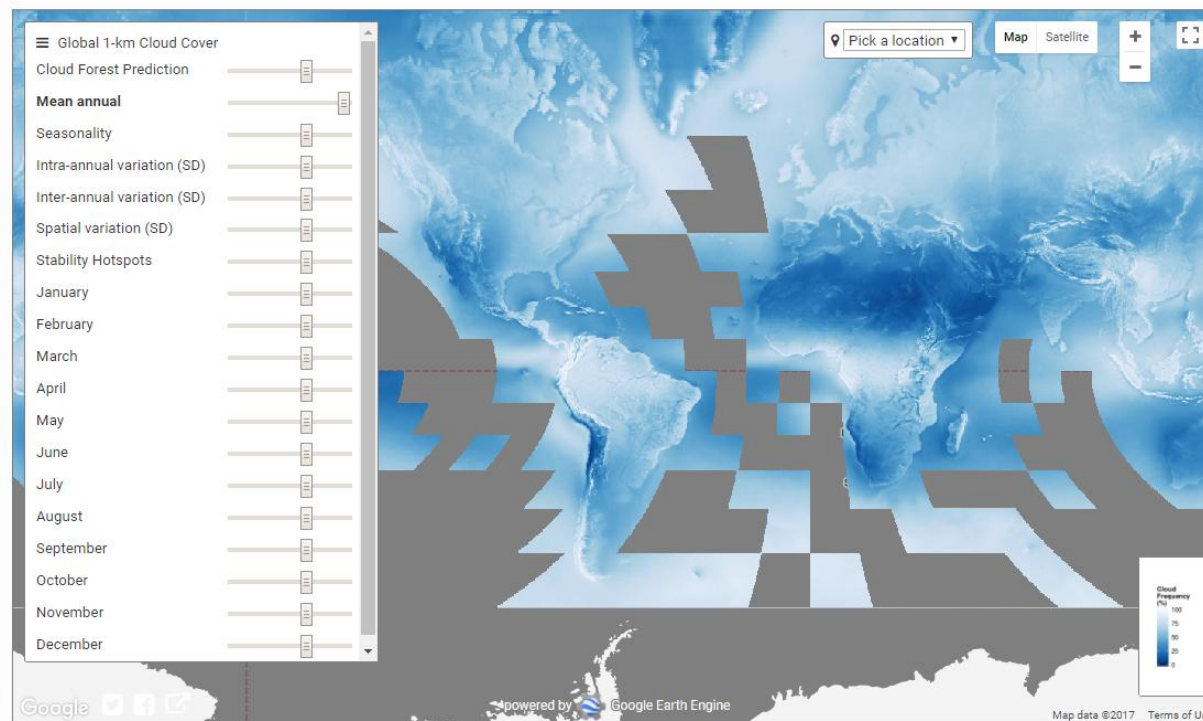 Global 1-km Cloud Cover
Cloud Forest Prediction
Mean annual
Seasonality
Intra-annual variation (SD)
Inter-annual variation (SD)
Spatial variation (SD)
Stability Hotspots
January
February
March
April
May
June
July
August
September
October
November
December
Pick a location
Map Satellite
+
−
Cloud
Frequency
(%)
100
75
50
25
0
Google
powered by Google Earth Engine
Map data ©2017 Terms of U